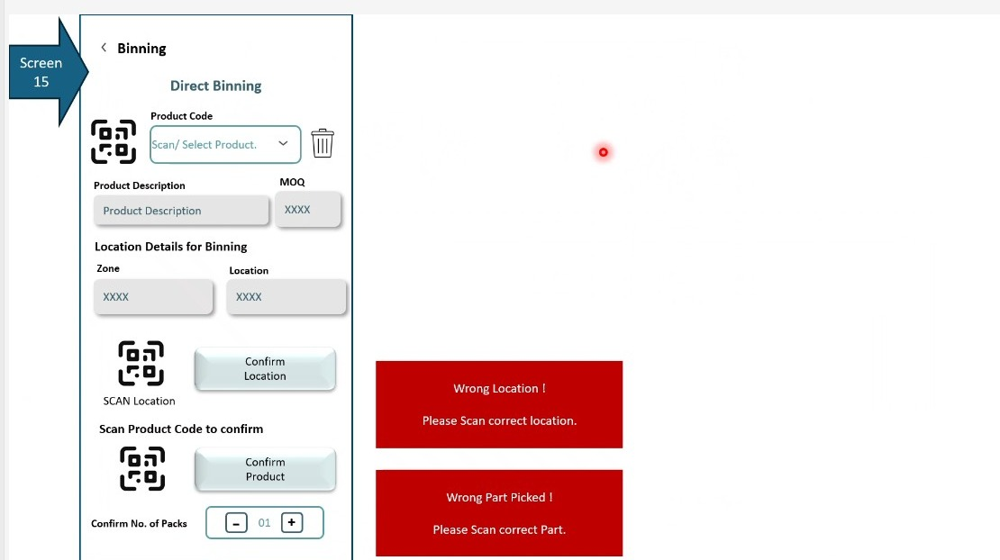 Screen
15
Binning
Direct Binning
Product Code
Scan/ Select Product.
Product Description
MOQ
Product Description
XXXX
Location Details for Binning
Zone
Location
XXXX
XXXX
Confirm
Location
SCAN Location
Scan Product Code to confirm
Confirm
Product
Confirm No. of Packs
- 01 +
Wrong Location !
Please Scan correct location.
Wrong Part Picked !
Please Scan correct Part.